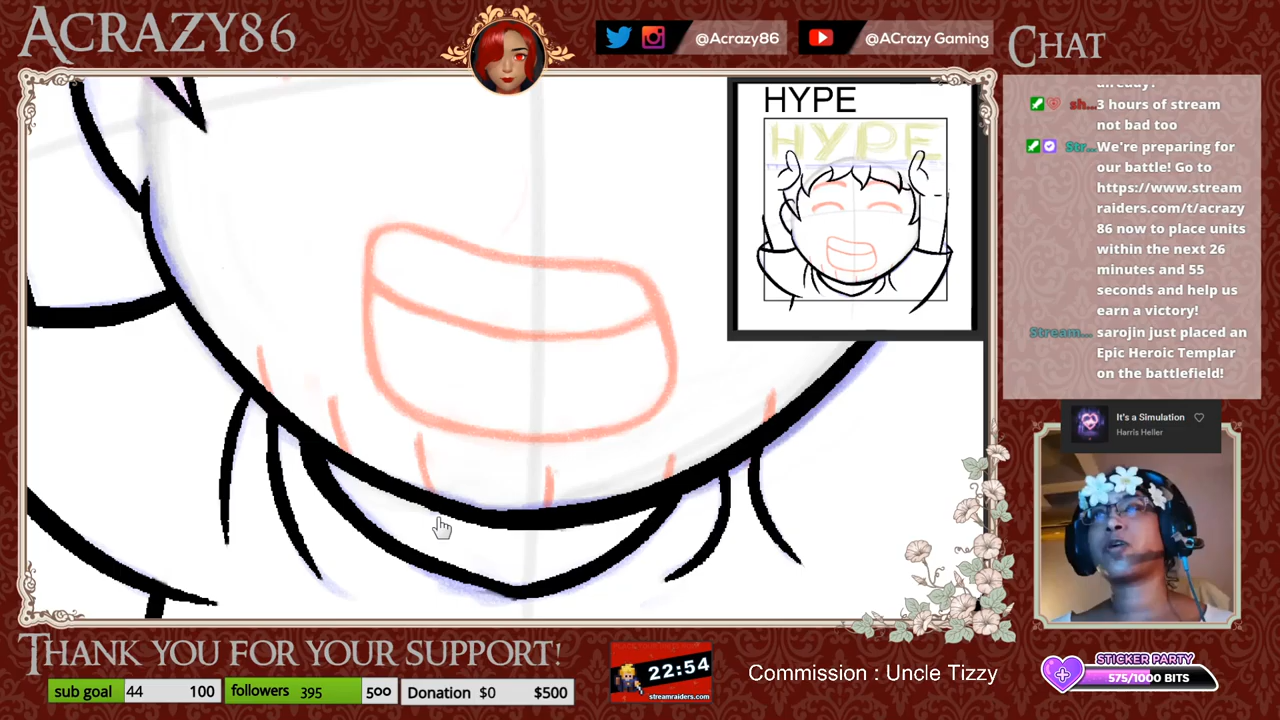 ACRAZY86
@Acrazy86
@ACrazy Gaming
CHAT
already?
sh... 3 hours of stream
not bad too
Str... We're preparing for
our battle! Go to
https://www.stream
raiders.com/t/acrazy
86 now to place units
within the next 26
minutes and 55
seconds and help us
earn a victory!
Stream... sarojin just placed an
Epic Heroic Templar
on the battlefield!
HYPE
HYPE
It's a Simulation
Harris Heller
THANK YOU FOR YOUR SUPPORT!
sub goal 44 100
followers 395 500
Donation $0 $500
22:54
streamraiders.com
Commission : Uncle Tizzy
STICKER PARTY
575/1000 BITS